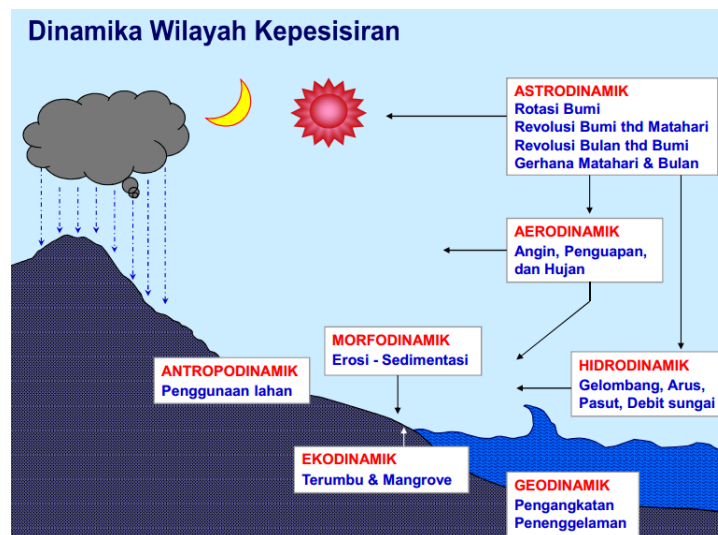 Dinamika Wilayah Kepesisiran
ASTRODINAMIK
Rotasi Bumi
Revolusi Bumi thd Matahari
Revolusi Bulan thd Bumi
Gerhana Matahari & Bulan
AERODINAMIK
Angin, Penguapan,
dan Hujan
MORFODINAMIK
Erosi - Sedimentasi
ANTROPODINAMIK
Penggunaan lahan
HIDRODINAMIK
Gelombang, Arus,
Pasut, Debit sungai
EKODINAMIK
Terumbu & Mangrove
GEODINAMIK
Pengangkatan
Penenggelaman